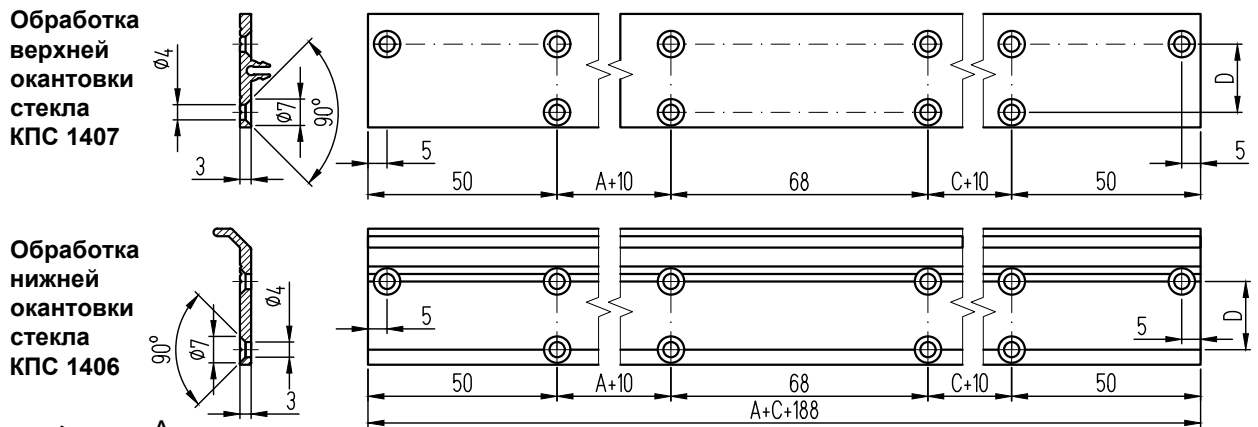 Обработка
верхней
окантовки
стекла
КПС 1407
Ø4
Ø7
90°
3
D
5
5
50
A+10
68
C+10
50
Обработка
нижней
окантовки
стекла
КПС 1406
90°
Ø7
Ø4
3
D
5
5
50
A+10
68
C+10
50
A+C+188
A